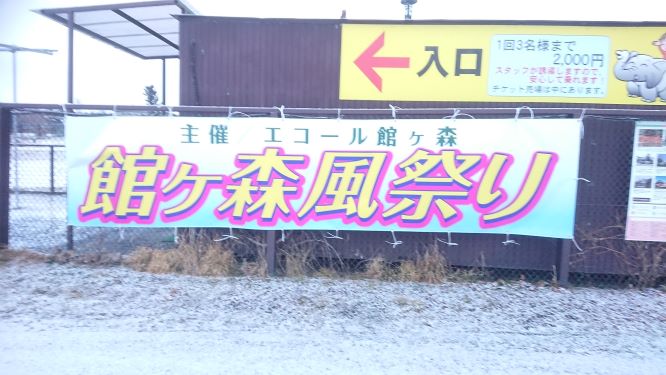 入口
1回3名様まで
2,000円
スタッフが誘導しますので、
安心して乗れます!
チケット売場は中にあります。
主催 エコール館ヶ森
館ヶ森風祭り